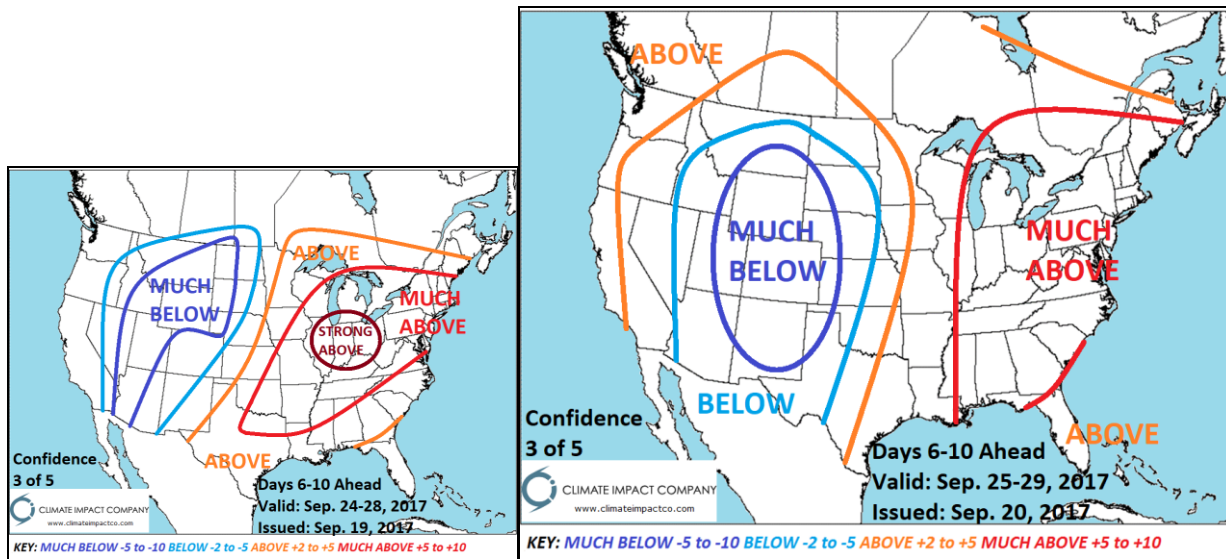 ABOVE
MUCH
BELOW
MUCH
ABOVE
STRONG
ABOVE
ABOVE
Confidence
3 of 5
Days 6-10 Ahead
Valid: Sep. 24-28, 2017
Issued: Sep. 19, 2017
CLIMATE IMPACT COMPANY
www.climateimpactco.com
KEY: MUCH BELOW -5 to -10 BELOW -2 to -5 ABOVE +2 to +5 MUCH ABOVE +5 to +10
ABOVE
MUCH
BELOW
MUCH
ABOVE
BELOW
ABOVE
Confidence
3 of 5
Days 6-10 Ahead
Valid: Sep. 25-29, 2017
Issued: Sep. 20, 2017
CLIMATE IMPACT COMPANY
www.climateimpactco.com
KEY: MUCH BELOW -5 to -10 BELOW -2 to -5 ABOVE +2 to +5 MUCH ABOVE +5 to +10